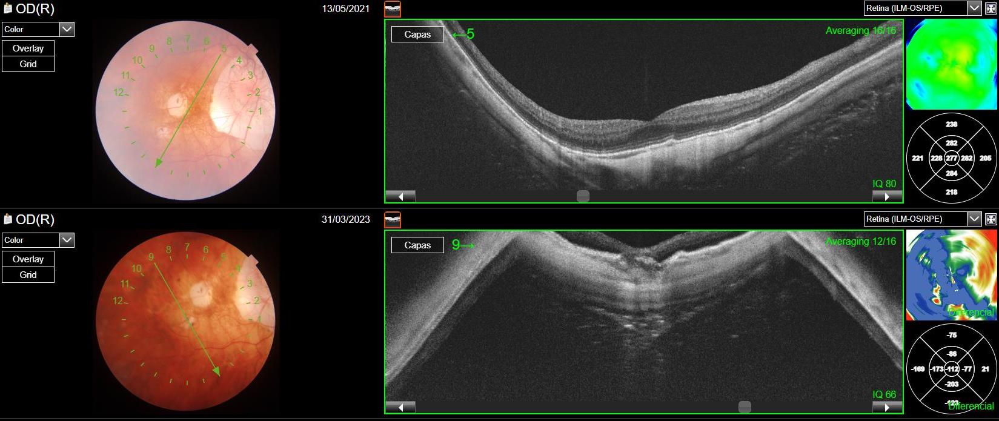 OD(R)
13/05/2021
Color
Overlay
Grid
5
6
7
8
9
10
11
12
4
3
2
1
Capas
←5
Averaging 16/16
IQ 80
Retina (ILM-OS/RPE)
238
282
221 228 277 262 205
284
218
OD(R)
31/03/2023
Color
Overlay
Grid
5
6
7
8
9
10
11
12
4
3
2
1
Capas
9→
Averaging 12/16
IQ 66
Retina (ILM-OS/RPE)
Diferencial
-75
-86
-169 -173 -112 -77 21
-203
Diferencial